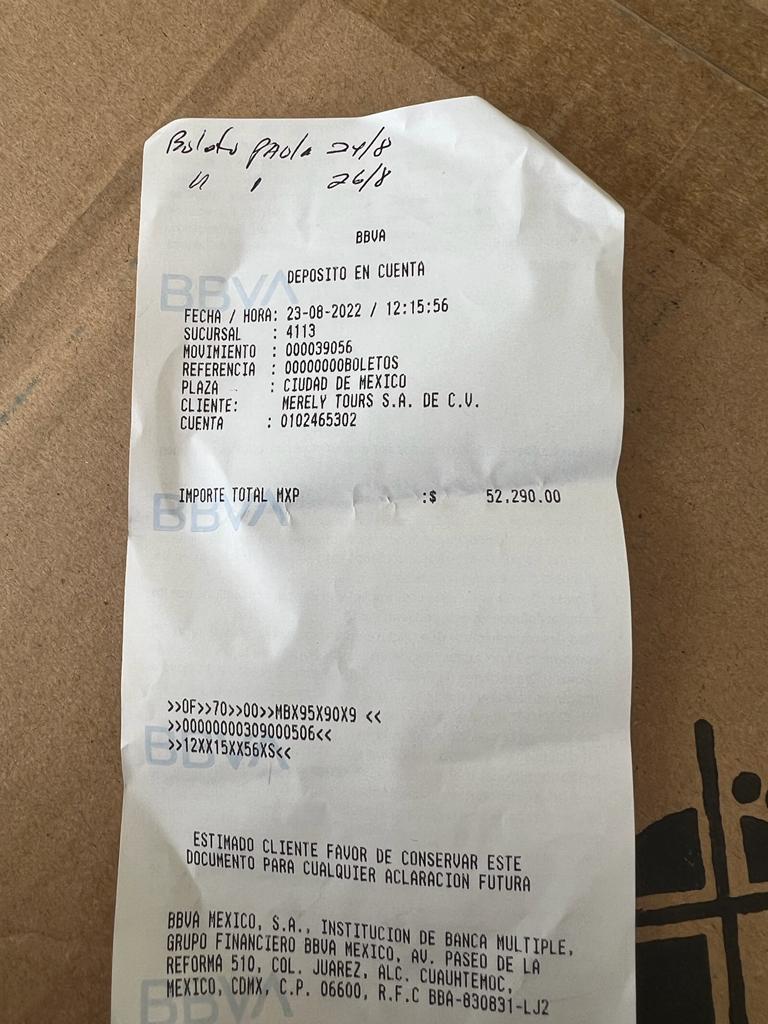 Boleto Paola 24/8
" " 26/8
BBVA
DEPOSITO EN CUENTA
BBVA
FECHA / HORA: 23-08-2022 / 12:15:56
SUCURSAL : 4113
MOVIMIENTO : 000039056
REFERENCIA : 00000000BOLETOS
PLAZA : CIUDAD DE MEXICO
CLIENTE: MERELY TOURS S.A. DE C.V.
CUENTA : 0102465302
IMPORTE TOTAL MXP :$ 52,290.00
BBVA
>>0F>>70>>00>>MBX95X90X9 <<
>>00000000309000506<<
>>12XX15XX56XS<<
BBVA
ESTIMADO CLIENTE FAVOR DE CONSERVAR ESTE
DOCUMENTO PARA CUALQUIER ACLARACION FUTURA
BBVA MEXICO, S.A., INSTITUCION DE BANCA MULTIPLE,
GRUPO FINANCIERO BBVA MEXICO, AV. PASEO DE LA
REFORMA 510, COL. JUAREZ, ALC. CUAUHTEMOC,
MEXICO, CDMX, C.P. 06600, R.F.C BBA-830831-LJ2
BBVA